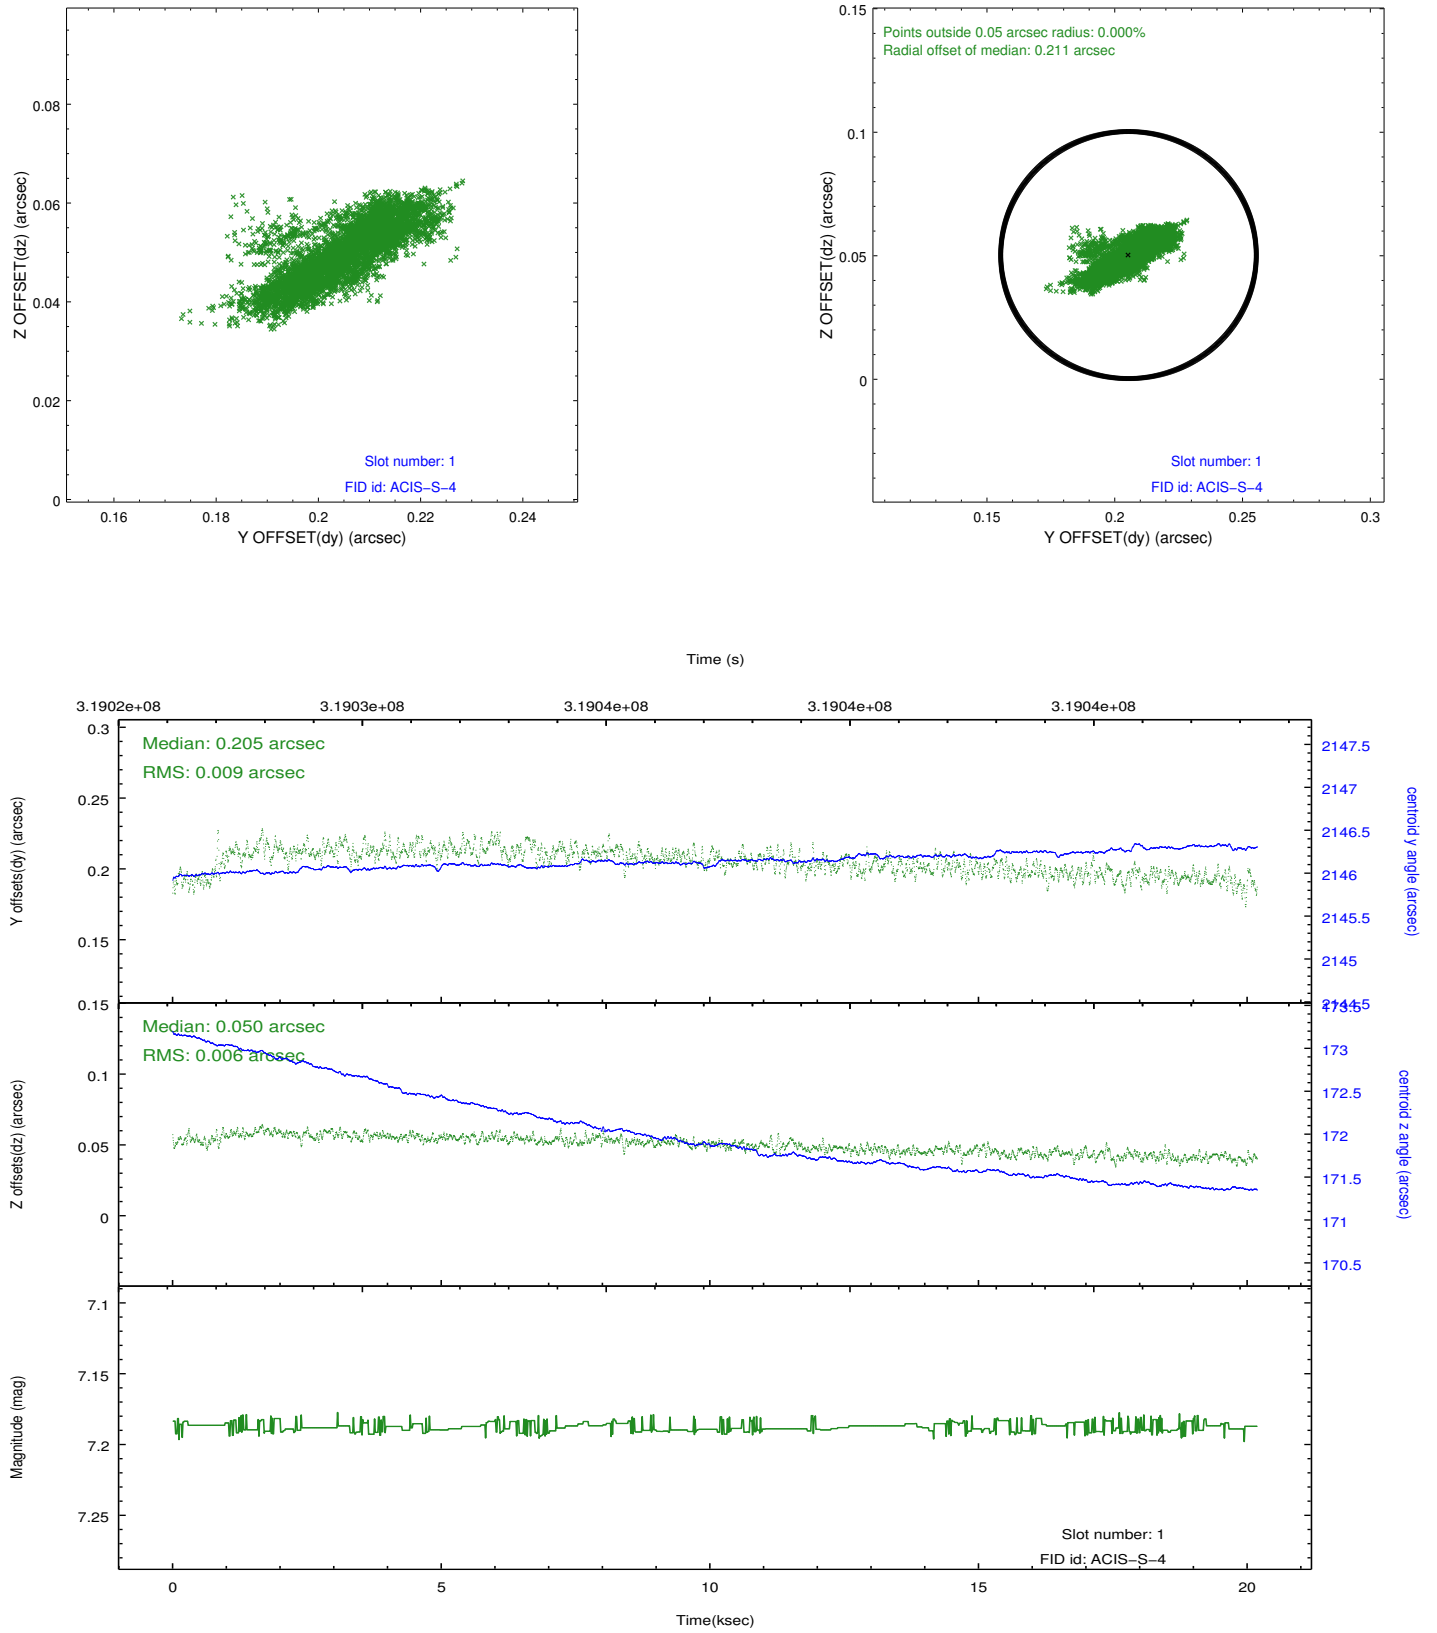 0.08
0.06
0.04
0.02
0
Z OFFSET(dz) (arcsec)
Slot number: 1
FID id: ACIS−S−4
0.16 0.18 0.2 0.22 0.24
Y OFFSET(dy) (arcsec)
0.15
0.1
0.05
0
Z OFFSET(dz) (arcsec)
Points outside 0.05 arcsec radius: 0.000%
Radial offset of median: 0.211 arcsec
Slot number: 1
FID id: ACIS−S−4
0.15 0.2 0.25 0.3
Y OFFSET(dy) (arcsec)
Time (s)
3.1902e+08 3.1903e+08 3.1904e+08 3.1904e+08 3.1904e+08
0.3
0.25
0.2
0.15
Y offsets(dy) (arcsec)
Median: 0.205 arcsec
RMS: 0.009 arcsec
2147.5
2147
2146.5
2146
2145.5
2145
2144.5
centroid y angle (arcsec)
0.15
0.1
0.05
0
Z offsets(dz) (arcsec)
Median: 0.050 arcsec
RMS: 0.006 arcsec
173.5
173
172.5
172
171.5
171
170.5
centroid z angle (arcsec)
7.1
7.15
7.2
7.25
Magnitude (mag)
Slot number: 1
FID id: ACIS−S−4
0 5 10 15 20
Time(ksec)